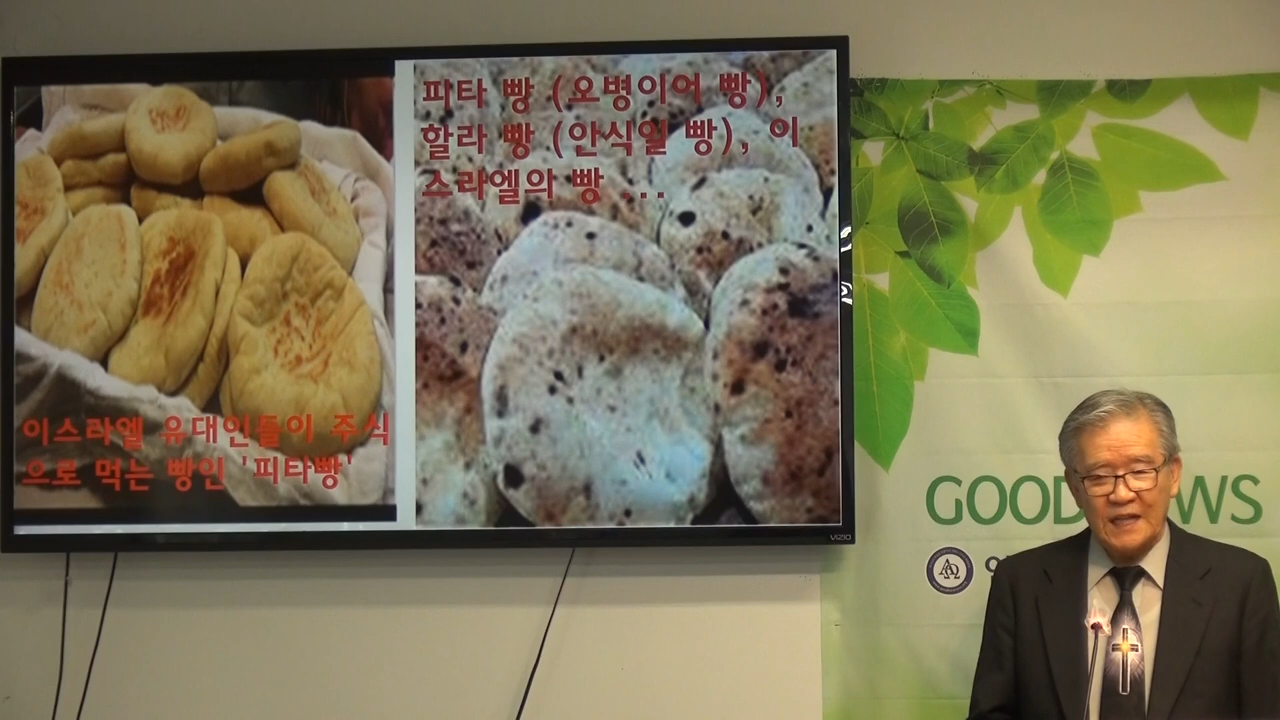 피타 빵 (오병이어 빵),
할라 빵 (안식일 빵), 이
스라엘의 빵 ...
이스라엘 유대인들이 주식
으로 먹는 빵인 '피타빵'
VIZIO
GOOD WS
ΑΩ